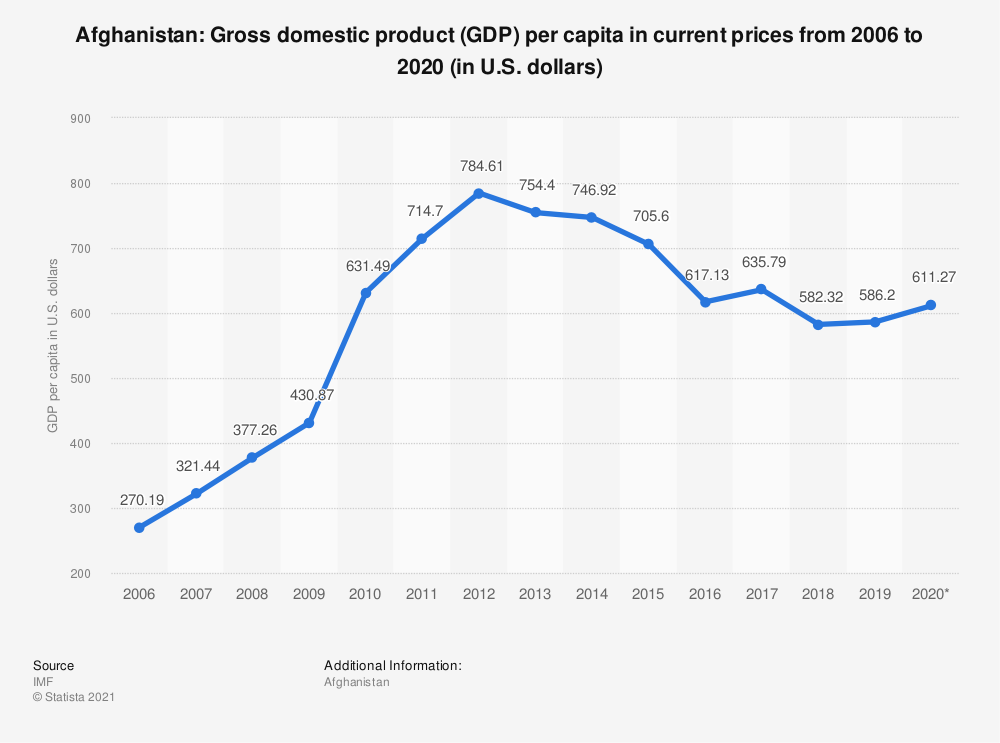 Afghanistan: Gross domestic product (GDP) per capita in current prices from 2006 to
2020 (in U.S. dollars)
GDP per capita in U.S. dollars
900
800
700
600
500
400
300
200
270.19
321.44
377.26
430.87
631.49
714.7
784.61
754.4
746.92
705.6
617.13
635.79
582.32
586.2
611.27
2006 2007 2008 2009 2010 2011 2012 2013 2014 2015 2016 2017 2018 2019 2020*
Source
IMF
© Statista 2021
Additional Information:
Afghanistan